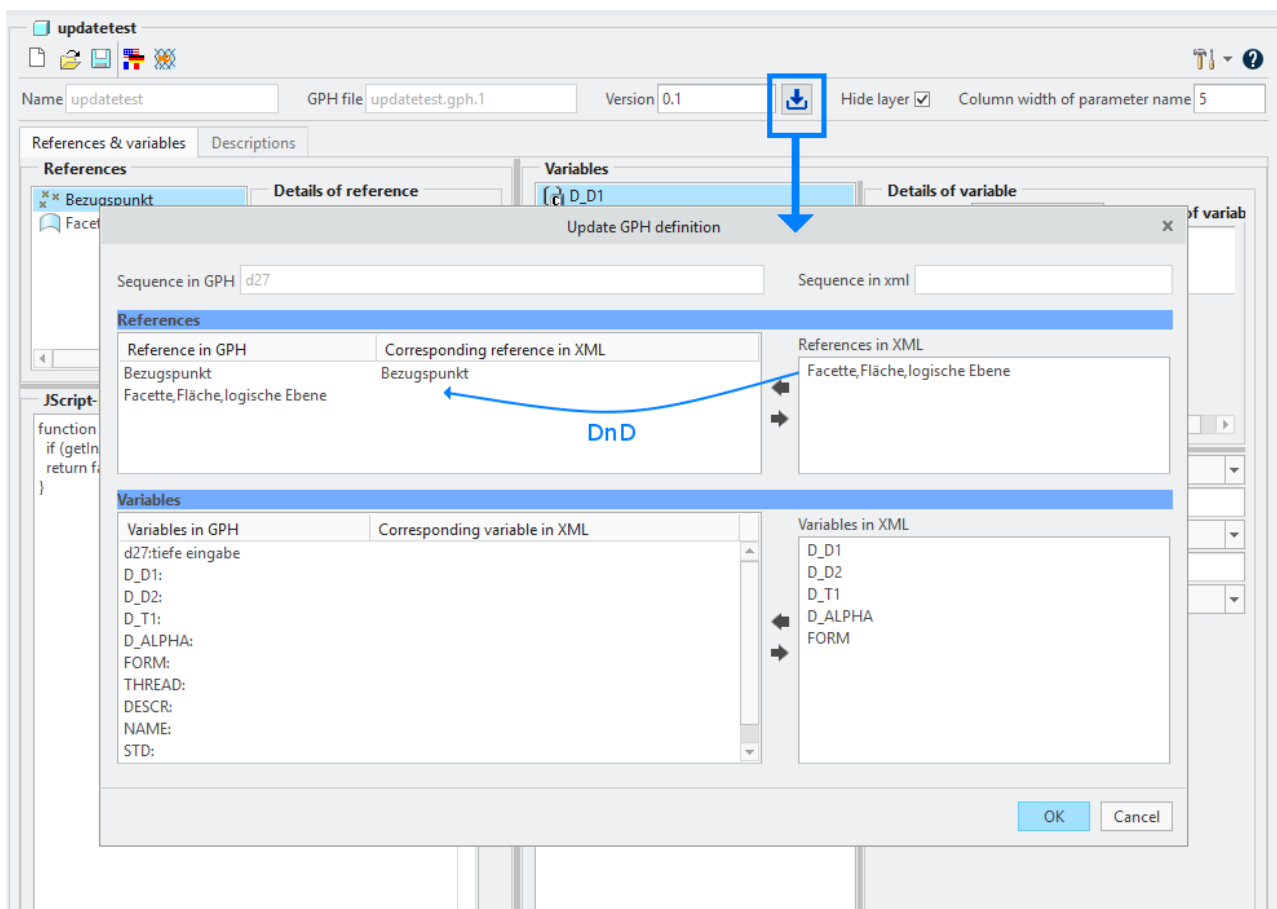 updatetest
Name updatetest GPH file updatetest.gph.1 Version 0.1 Hide layer Column width of parameter name 5
References & variables Descriptions
References Variables
Bezugspunkt Details of reference D_D1 Details of variable
Facet of variab
Update GPH definition
Sequence in GPH d27 Sequence in xml
References
Reference in GPH Corresponding reference in XML References in XML
Bezugspunkt Bezugspunkt Facette,Fläche,logische Ebene
Facette,Fläche,logische Ebene
DnD
JScript-
function
if (getIn
return fa
}
Variables
Variables in GPH Corresponding variable in XML Variables in XML
d27:tiefe eingabe D_D1
D_D1: D_D2
D_D2: D_T1
D_T1: D_ALPHA
D_ALPHA: FORM
FORM:
THREAD:
DESCR:
NAME:
STD:
OK Cancel